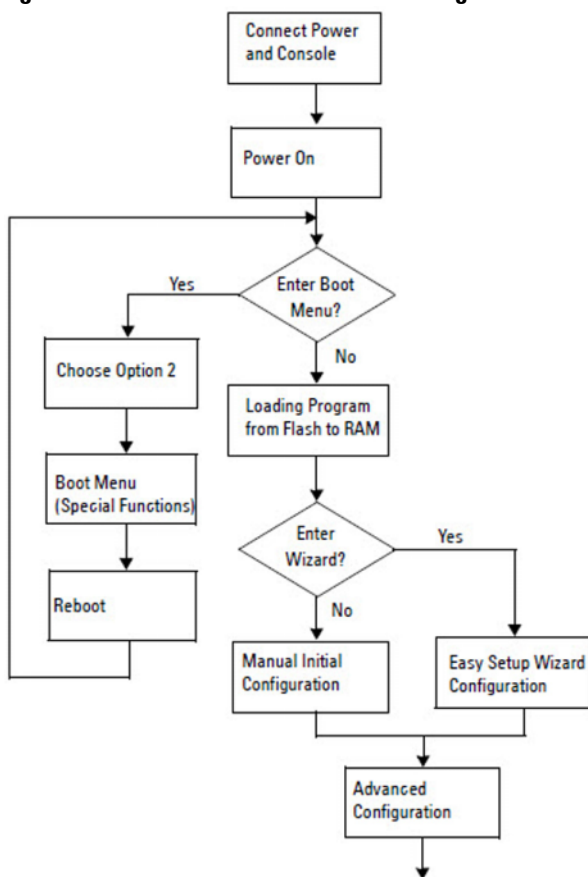 Connect Power
and Console
Power On
Enter Boot
Menu?
Yes
No
Choose Option 2
Loading Program
from Flash to RAM
Boot Menu
(Special Functions)
Enter
Wizard?
Yes
No
Reboot
Manual Initial
Configuration
Easy Setup Wizard
Configuration
Advanced
Configuration